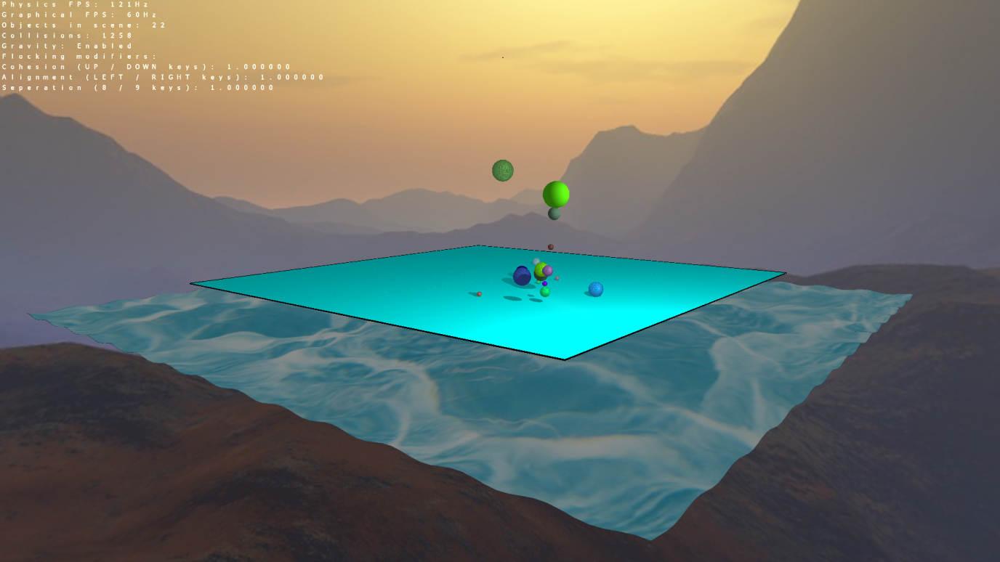 Physics FPS: 121Hz
Graphical FPS: 60Hz
Objects in scene: 22
Collisions: 1258
Gravity: Enabled
Flocking modifiers:
Cohesion (UP / DOWN keys): 1.000000
Alignment (LEFT / RIGHT keys): 1.000000
Seperation (8 / 9 keys): 1.000000